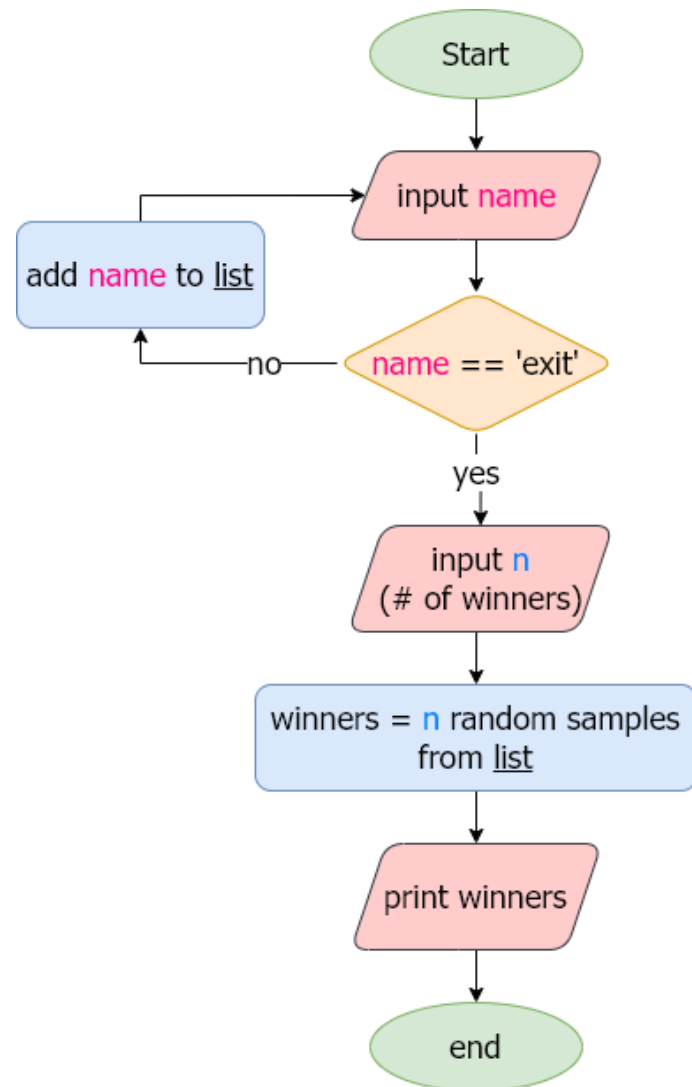 Start
input name
add name to list
name == 'exit'
no
yes
input n
(# of winners)
winners = n random samples
from list
print winners
end